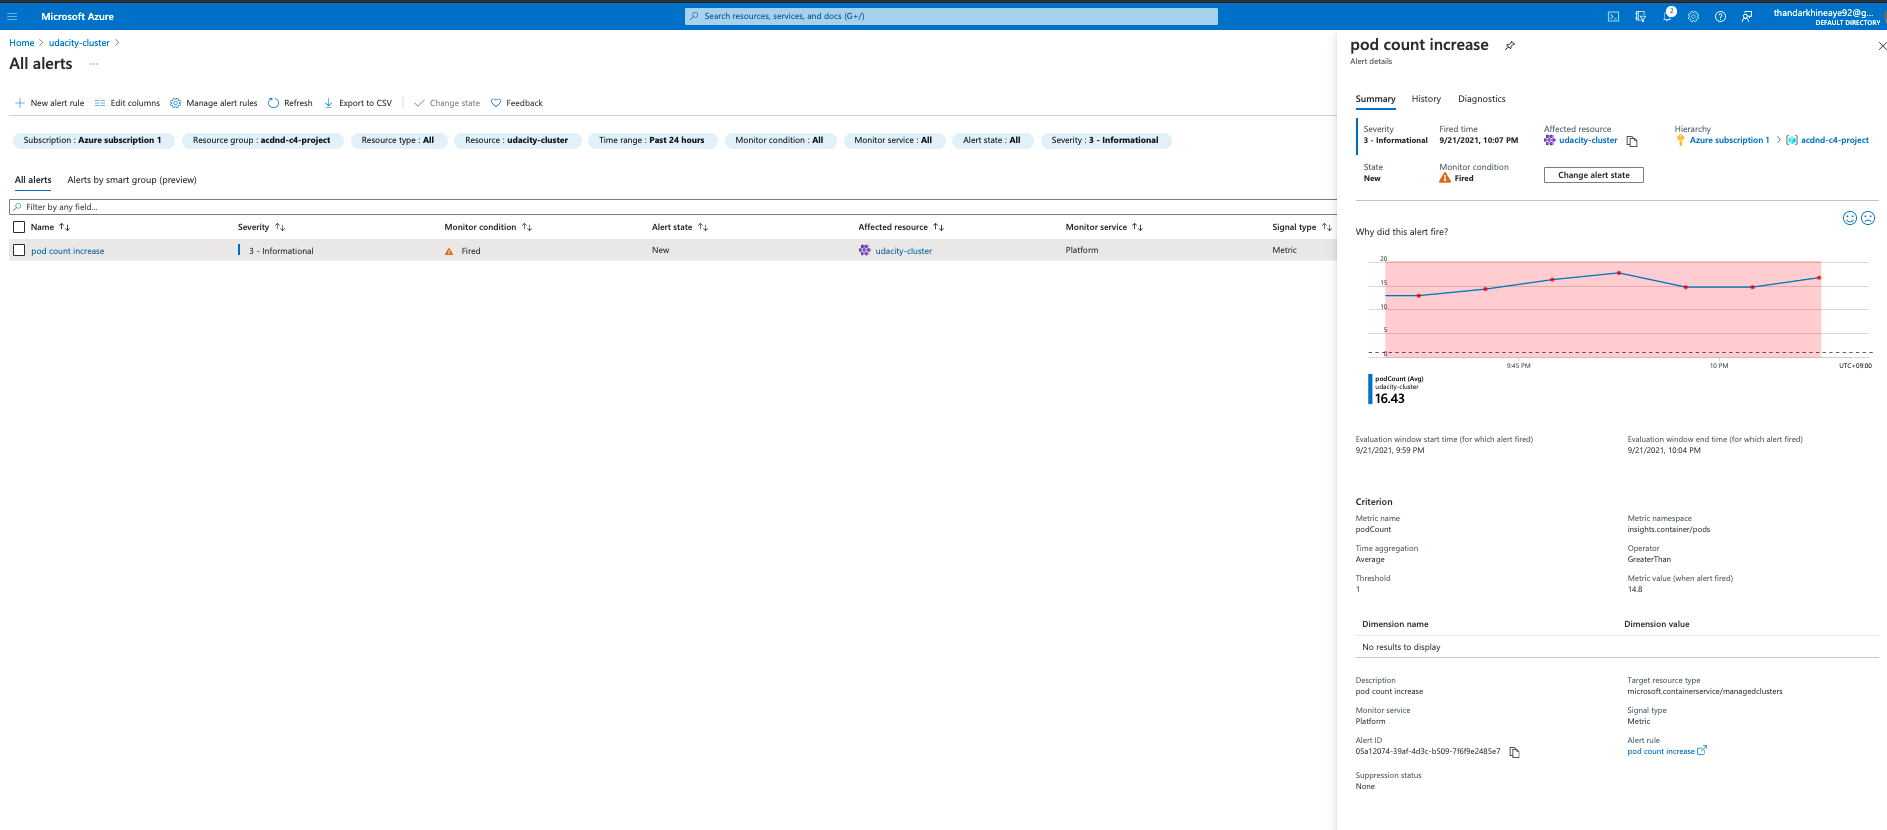 Microsoft Azure
Search resources, services, and docs (G+/)
2
thandarkhineaye92@g...
DEFAULT DIRECTORY
Home > udacity-cluster >
All alerts ...
New alert rule Edit columns Manage alert rules Refresh Export to CSV Change state Feedback
Subscription : Azure subscription 1 Resource group : acdnd-c4-project Resource type : All Resource : udacity-cluster Time range : Past 24 hours Monitor condition : All Monitor service : All Alert state : All Severity : 3 - Informational
All alerts Alerts by smart group (preview)
Filter by any field...
Name Severity Monitor condition Alert state Affected resource Monitor service Signal type
pod count increase 3 - Informational Fired New udacity-cluster Platform Metric
pod count increase
Alert details
Summary History Diagnostics
Severity Fired time Affected resource Hierarchy
3 - Informational 9/21/2021, 10:07 PM udacity-cluster Azure subscription 1 > acdnd-c4-project
State Monitor condition
New Fired Change alert state
Why did this alert fire?
20
15
10
5
0
9:45 PM 10 PM UTC+09:00
podCount (Avg)
udacity-cluster
16.43
Evaluation window start time (for which alert fired) Evaluation window end time (for which alert fired)
9/21/2021, 9:59 PM 9/21/2021, 10:04 PM
Criterion
Metric name Metric namespace
podCount insights.container/pods
Time aggregation Operator
Average GreaterThan
Threshold Metric value (when alert fired)
1 14.8
Dimension name Dimension value
No results to display
Description Target resource type
pod count increase microsoft.containerservice/managedclusters
Monitor service Signal type
Platform Metric
Alert ID Alert rule
05a12074-39af-4d3c-b509-7f6f9e2485e7 pod count increase
Suppression status
None